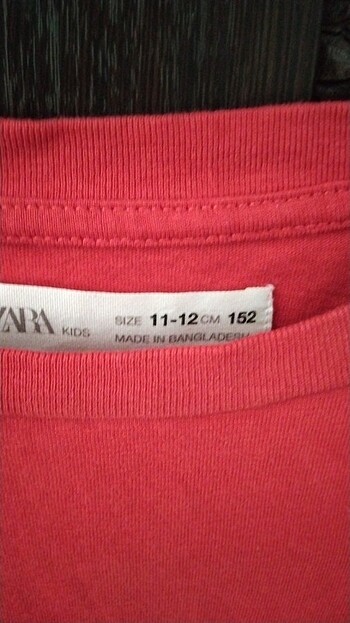 ZARA KIDS SIZE 11-12 CM 152
MADE IN BANGLADESH